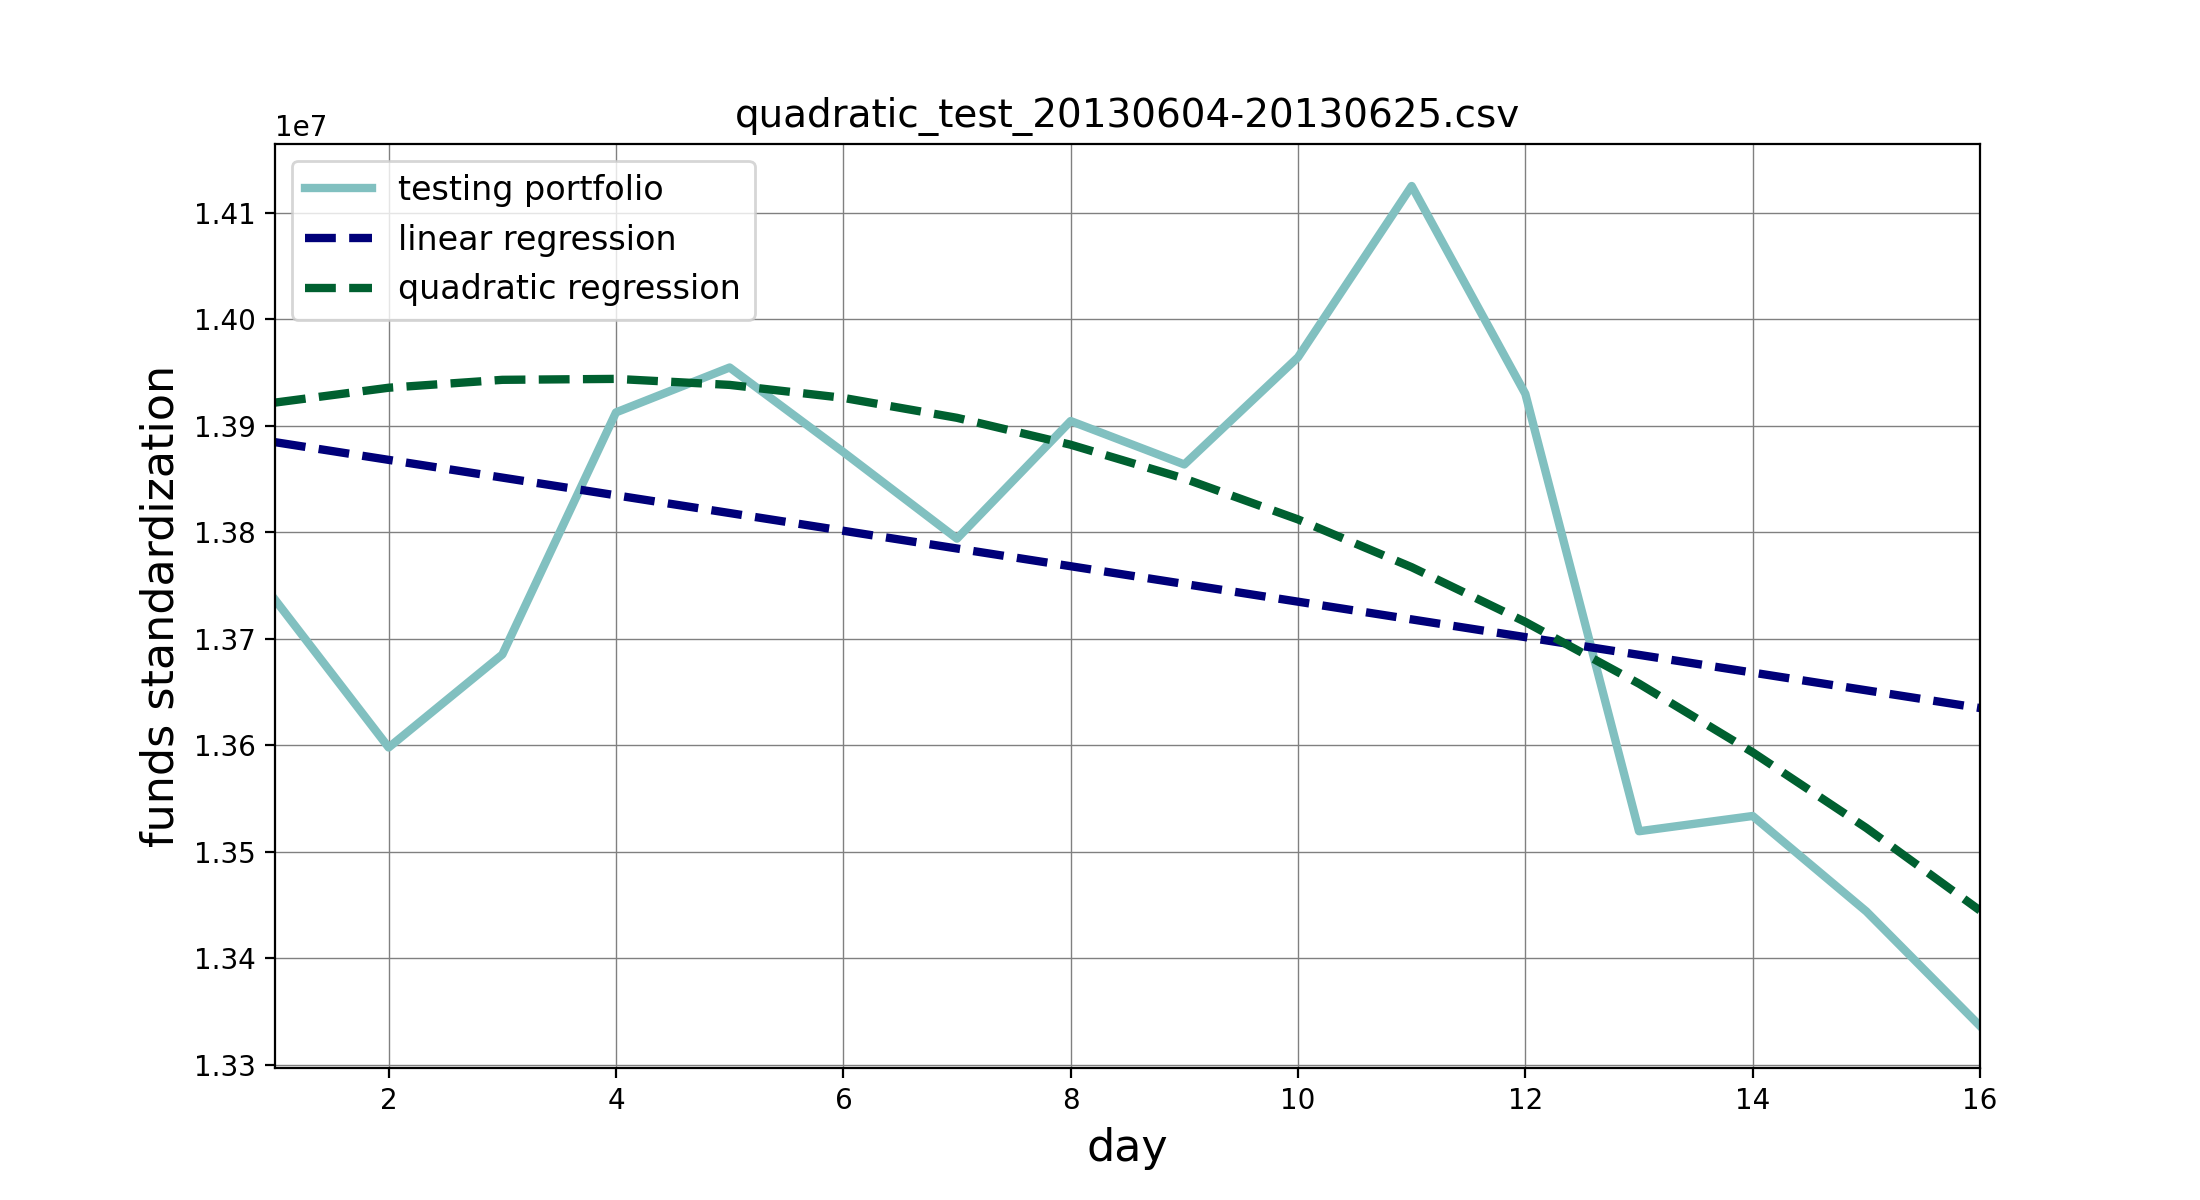 quadratic_test_20130604-20130625.csv
1e7
testing portfolio
linear regression
quadratic regression
1.41
1.40
1.39
1.38
1.37
1.36
1.35
1.34
1.33
funds standardization
2 4 6 8 10 12 14 16
day